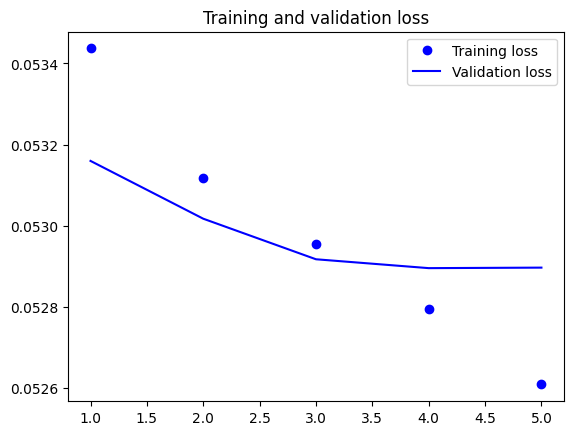 Training and validation loss
Training loss
Validation loss
0.0534
0.0532
0.0530
0.0528
0.0526
1.0 1.5 2.0 2.5 3.0 3.5 4.0 4.5 5.0